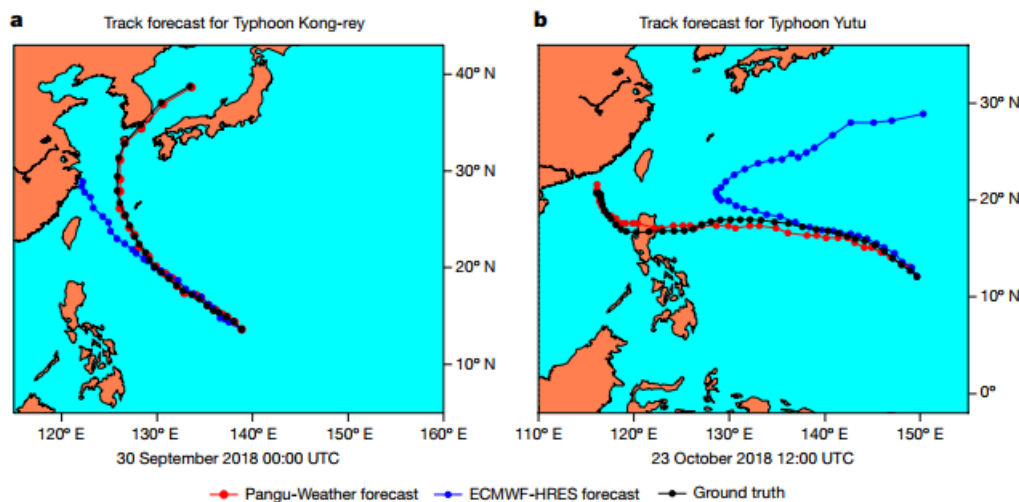 a Track forecast for Typhoon Kong-rey
40° N
30° N
20° N
10° N
120° E 130° E 140° E 150° E 160° E
30 September 2018 00:00 UTC
b Track forecast for Typhoon Yutu
30° N
20° N
10° N
0°
110° E 120° E 130° E 140° E 150° E
23 October 2018 12:00 UTC
Pangu-Weather forecast ECMWF-HRES forecast Ground truth